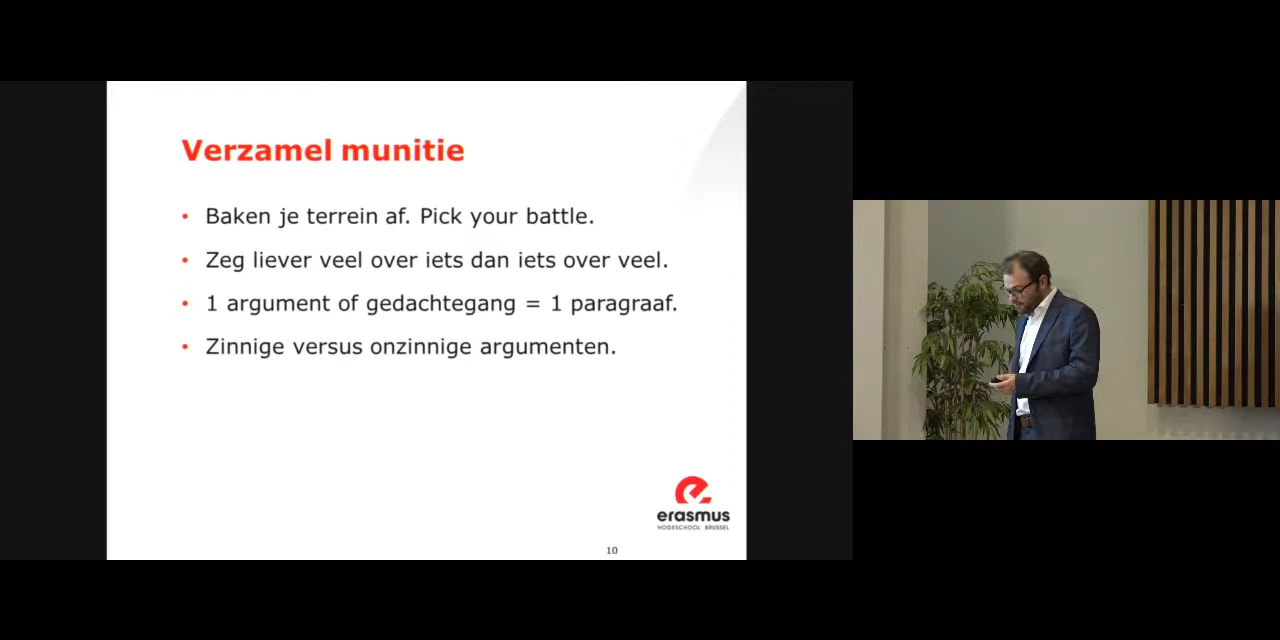 Verzamel munitie
• Baken je terrein af. Pick your battle.
• Zeg liever veel over iets dan iets over veel.
• 1 argument of gedachtegang = 1 paragraaf.
• Zinnige versus onzinnige argumenten.
erasmus
HOGESCHOOL BRUSSEL
10